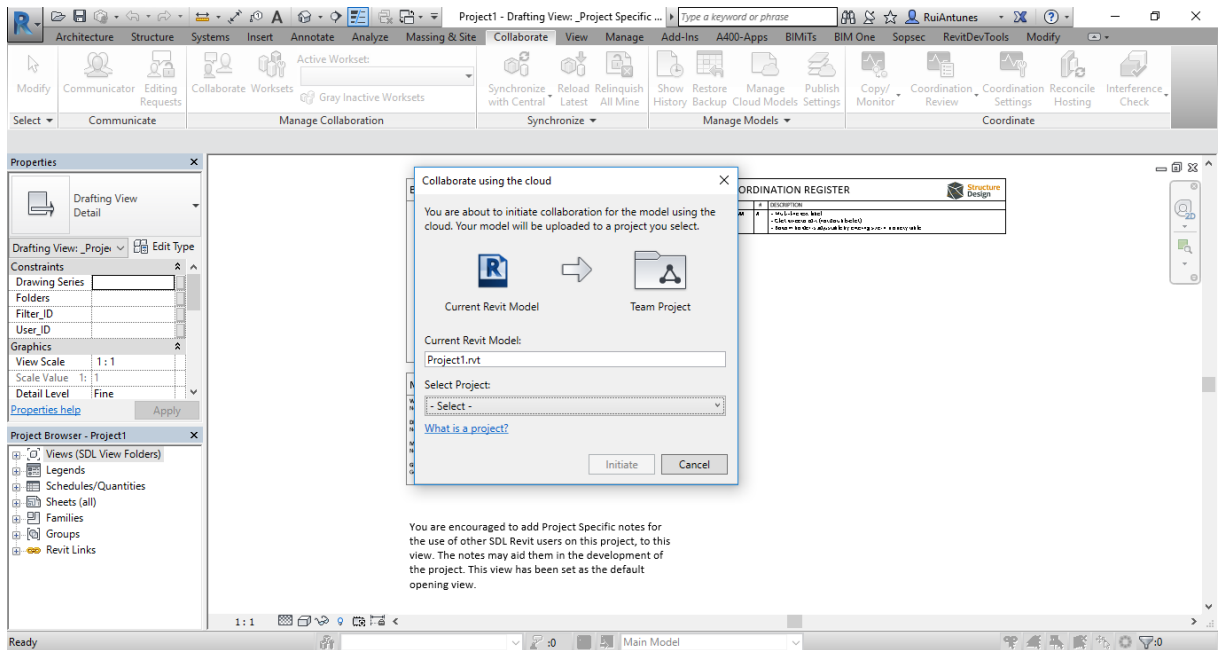 Project1 - Drafting View: _Project Specific ...
Type a keyword or phrase
RuiAntunes
Architecture Structure Systems Insert Annotate Analyze Massing & Site Collaborate View Manage Add-Ins A400-Apps BIMiTs BIM One Sopsec RevitDevTools Modify
Modify
Communicator
Editing
Requests
Collaborate
Worksets
Active Workset:
Gray Inactive Worksets
Synchronize
with Central
Reload
Latest
Relinquish
All Mine
Show
History
Restore
Backup
Manage
Cloud Models
Publish
Settings
Copy/
Monitor
Coordination
Review
Coordination
Settings
Reconcile
Hosting
Interference
Check
Select
Communicate
Manage Collaboration
Synchronize
Manage Models
Coordinate
Properties
Drafting View
Detail
Drawing View: _Projec
Edit Type
Constraints
Drawing Series
Folders
Filter_ID
User_ID
Graphics
View Scale 1 : 1
Scale Value 1: 1
Detail Level Fine
Properties help
Apply
Project Browser - Project1
Views (SDL View Folders)
Legends
Schedules/Quantities
Sheets (all)
Families
Groups
Revit Links
ORDINATION REGISTER
Structure
Design
DESCRIPTION
Collaborate using the cloud
You are about to initiate collaboration for the model using the
cloud. Your model will be uploaded to a project you select.
Current Revit Model
Team Project
Current Revit Model:
Project1.rvt
Select Project:
- Select -
What is a project?
Initiate
Cancel
You are encouraged to add Project Specific notes for
the use of other SDL Revit users on this project, to this
view. The notes may aid them in the development of
the project. This view has been set as the default
opening view.
1 : 1
Ready
:0
Main Model
:0